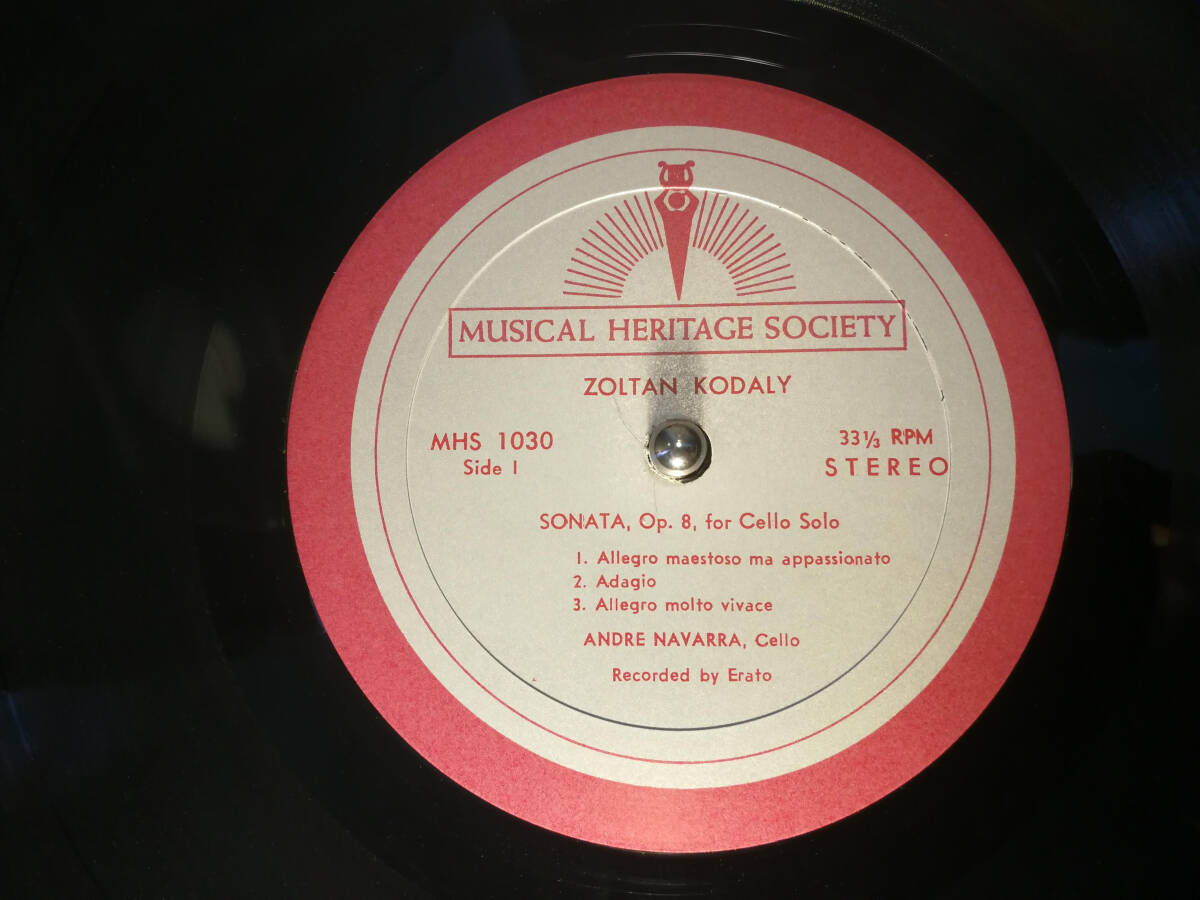 MUSICAL HERITAGE SOCIETY
ZOLTAN KODALY
MHS 1030
Side I
33⅓ RPM
STEREO
SONATA, Op. 8, for Cello Solo
1. Allegro maestoso ma appassionato
2. Adagio
3. Allegro molto vivace
ANDRE NAVARRA, Cello
Recorded by Erato